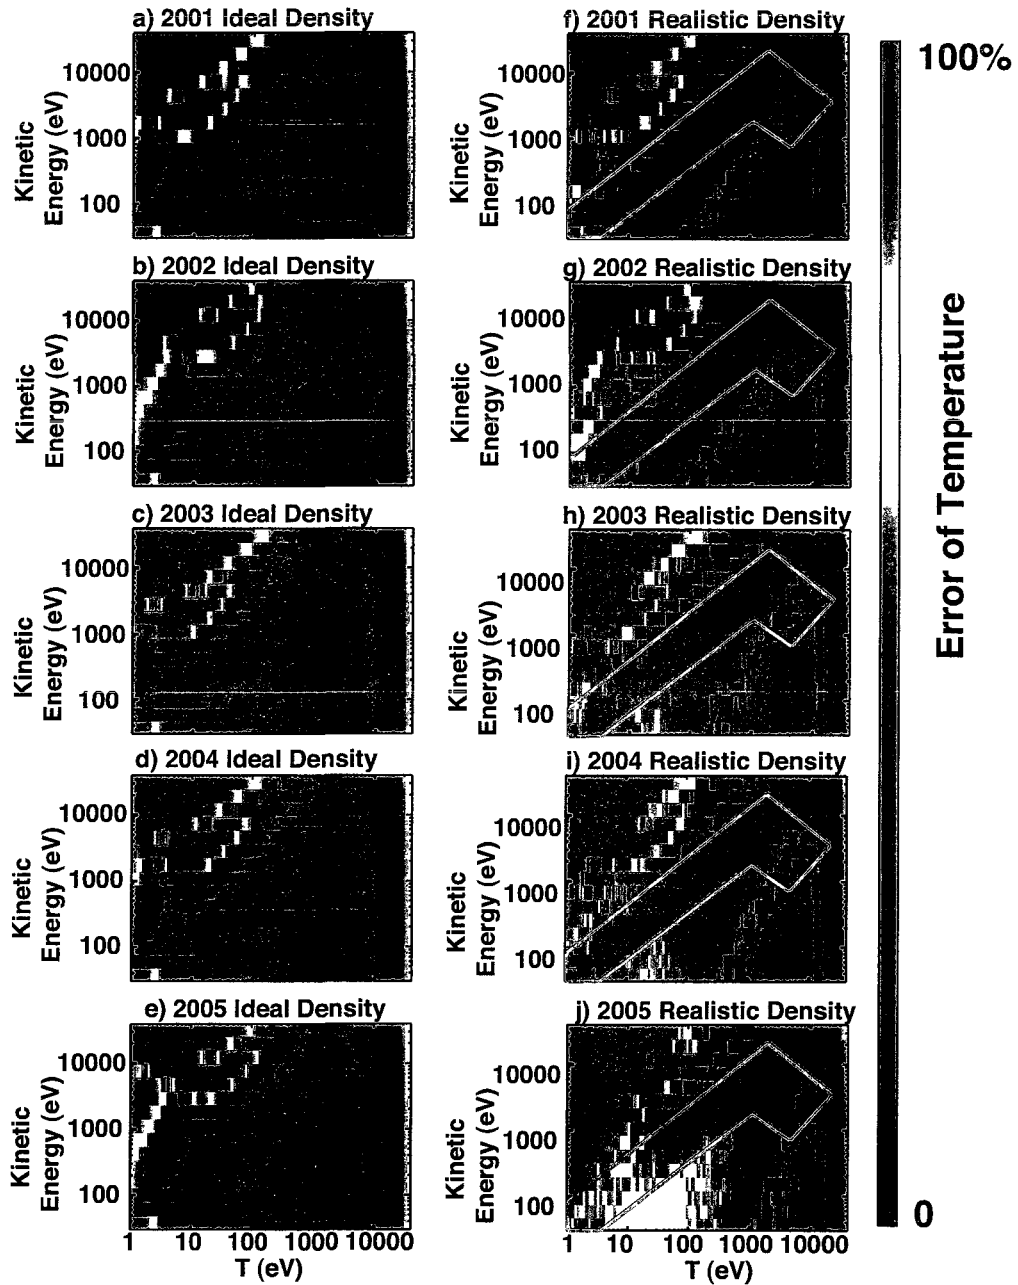 a) 2001 Ideal Density
10000
1000
100
Kinetic
Energy (eV)
f) 2001 Realistic Density
10000
1000
100
Kinetic
Energy (eV)
b) 2002 Ideal Density
10000
1000
100
Kinetic
Energy (eV)
g) 2002 Realistic Density
10000
1000
100
Kinetic
Energy (eV)
c) 2003 Ideal Density
10000
1000
100
Kinetic
Energy (eV)
h) 2003 Realistic Density
10000
1000
100
Kinetic
Energy (eV)
d) 2004 Ideal Density
10000
1000
100
Kinetic
Energy (eV)
i) 2004 Realistic Density
10000
1000
100
Kinetic
Energy (eV)
e) 2005 Ideal Density
10000
1000
100
Kinetic
Energy (eV)
1 10 100 1000 10000
T (eV)
j) 2005 Realistic Density
10000
1000
100
Kinetic
Energy (eV)
1 10 100 1000 10000
T (eV)
100%
Error of Temperature
0